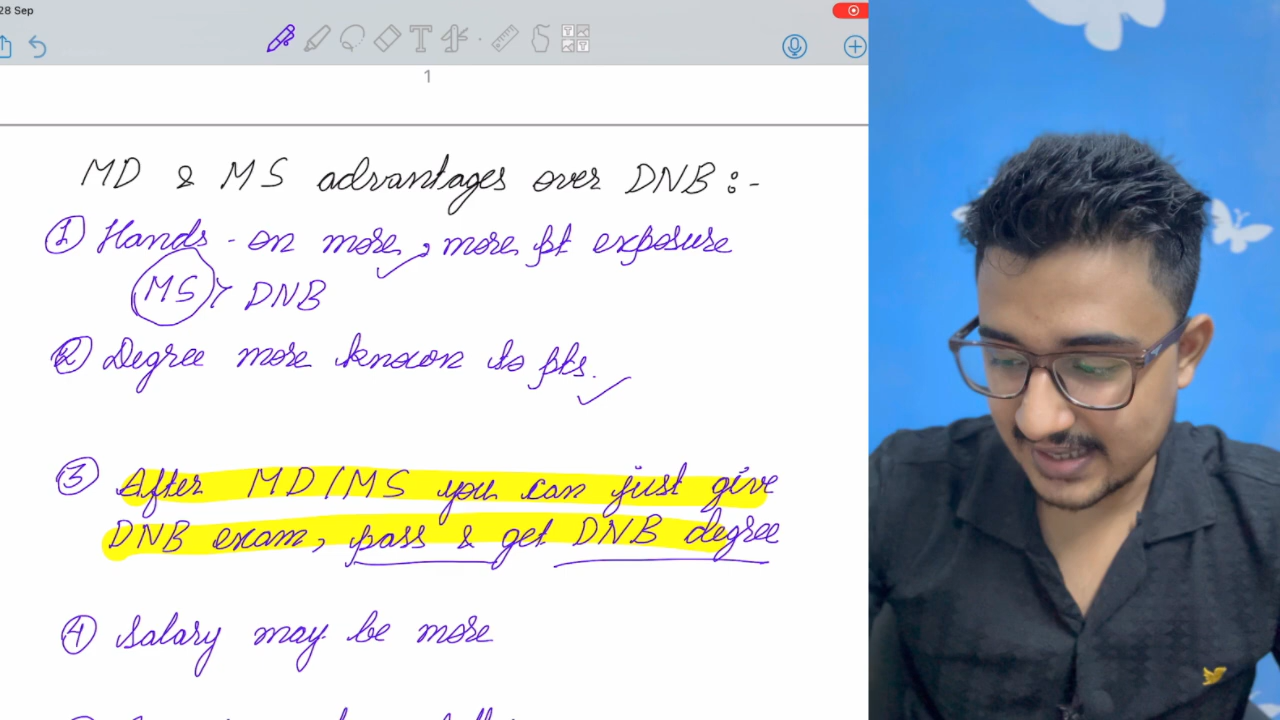 28 Sep
1
MD & MS advantages over DNB :-
① Hands-on more, more pt exposure
MS > DNB
② Degree more known to pts.
③ After MD/MS you can just give
DNB exam, pass & get DNB degree
④ Salary may be more